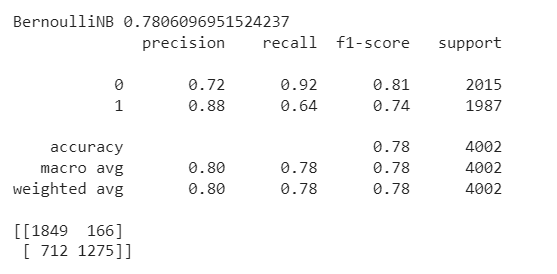 BernoulliNB 0.7806096951524237
precision recall f1-score support
0 0.72 0.92 0.81 2015
1 0.88 0.64 0.74 1987
accuracy 0.78 4002
macro avg 0.80 0.78 0.78 4002
weighted avg 0.80 0.78 0.78 4002
[[1849 166]
[ 712 1275]]